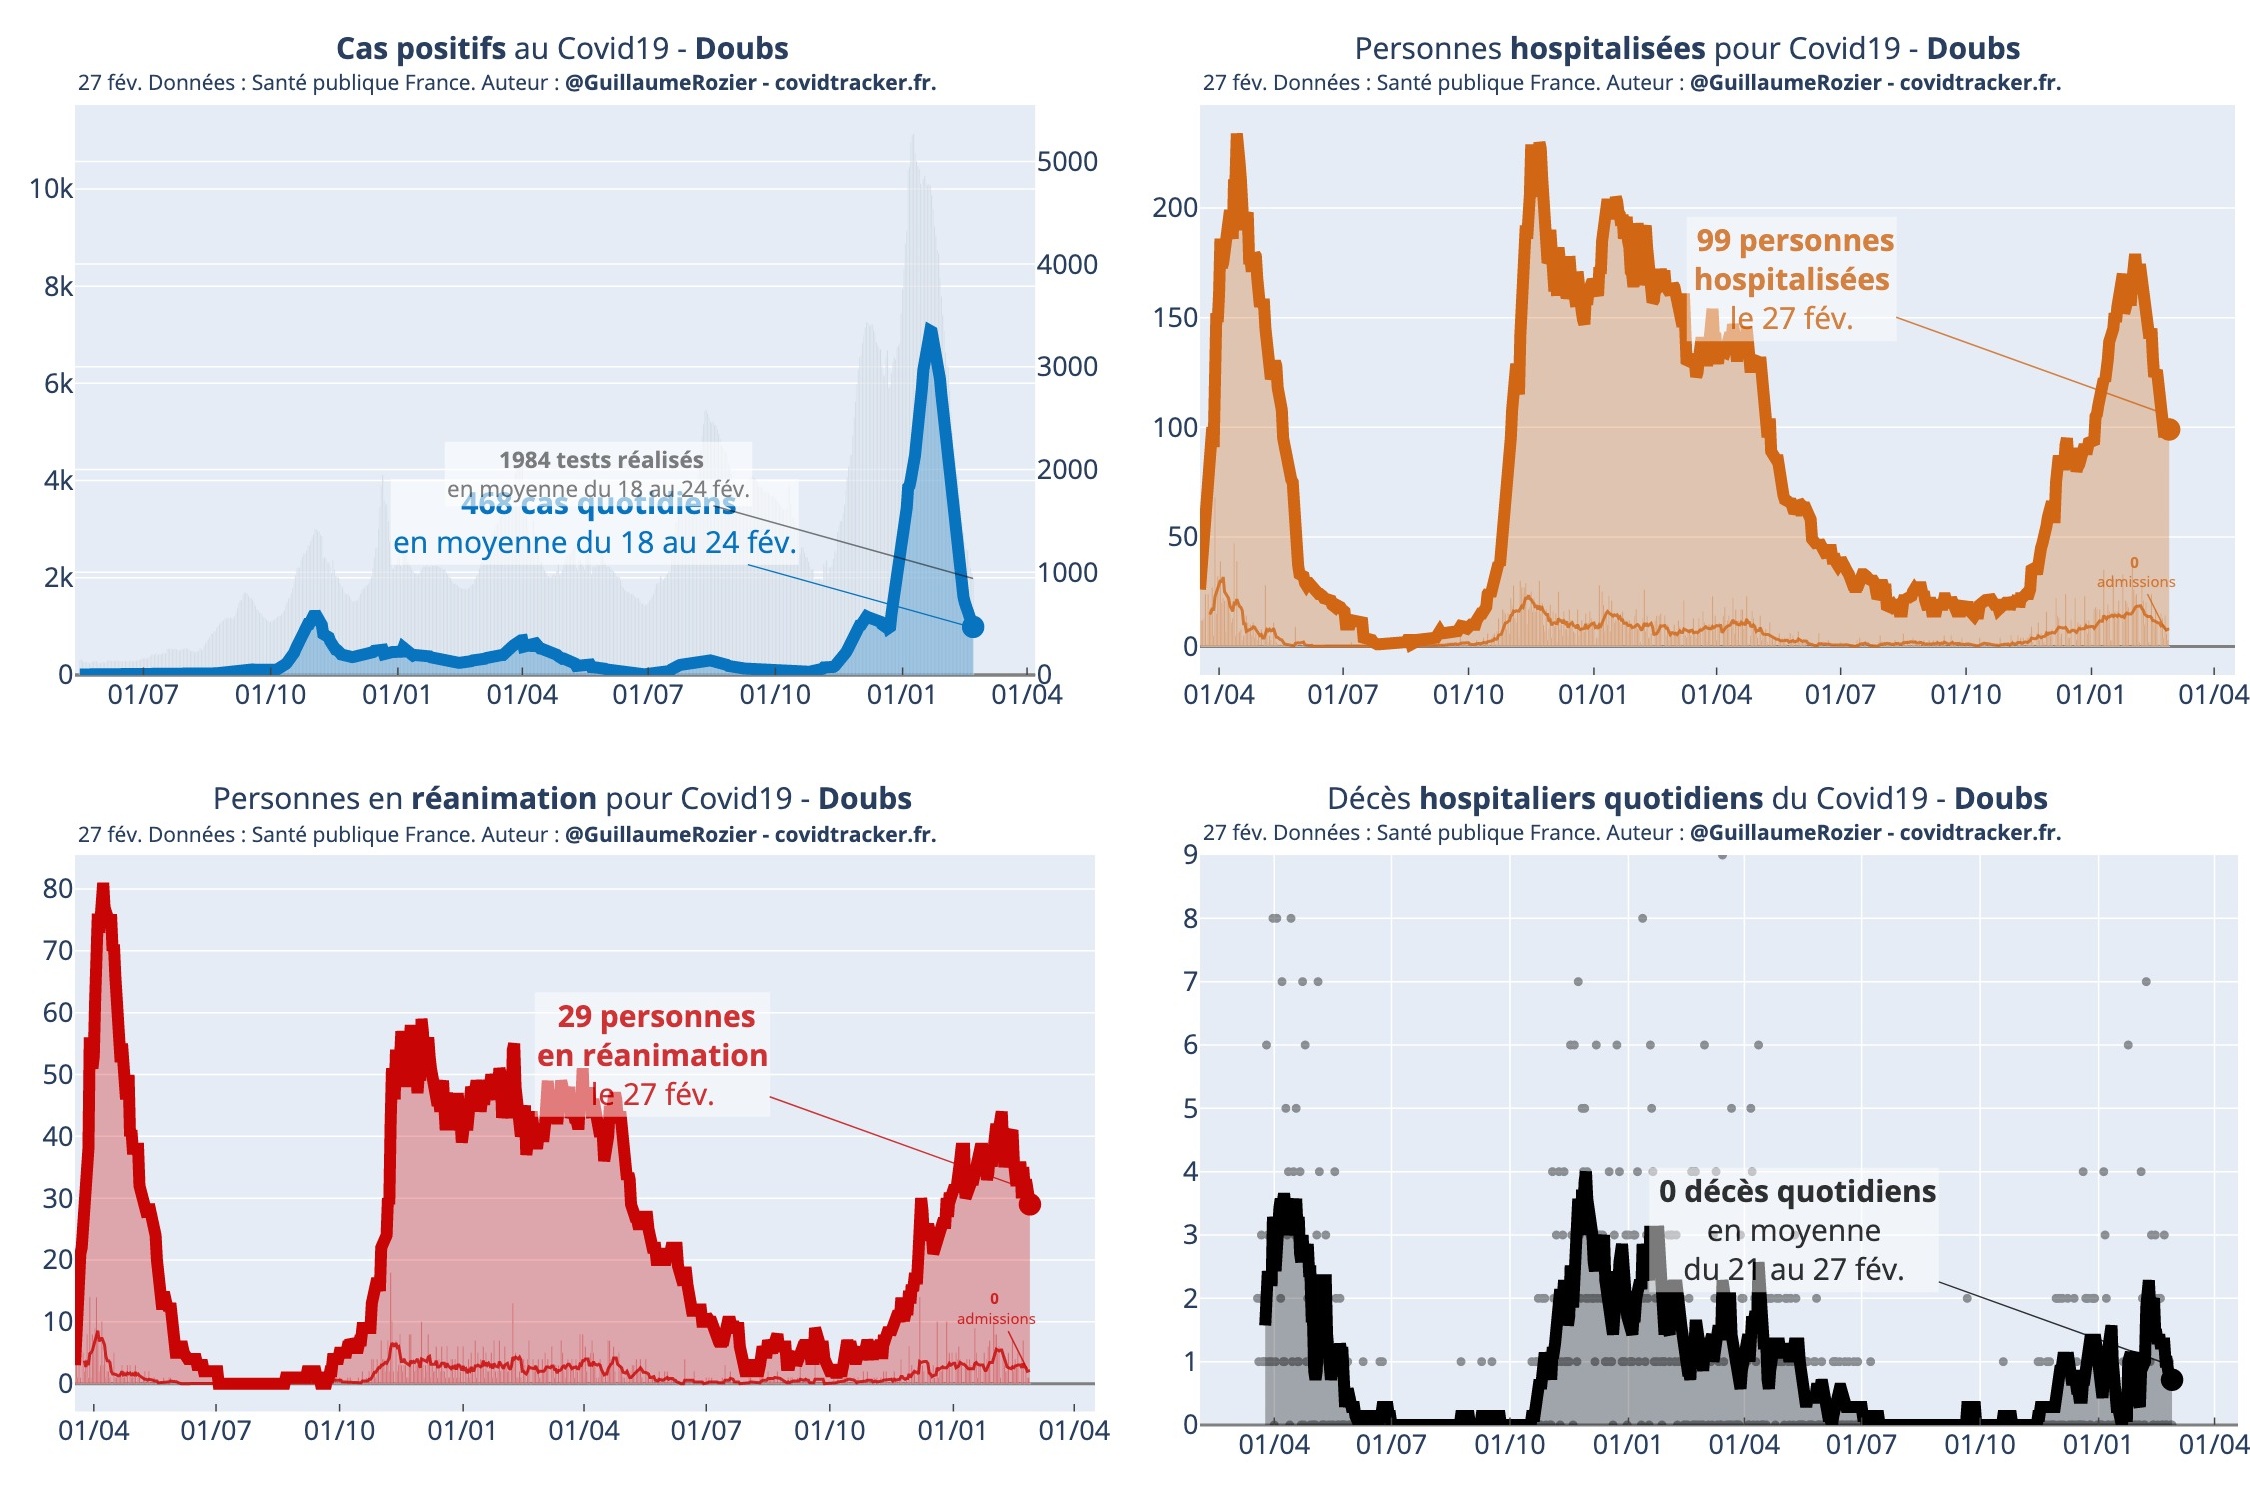 Cas positifs au Covid19 - Doubs
27 fév. Données : Santé publique France. Auteur : @GuillaumeRozier - covidtracker.fr.
10k
8k
6k
4k
2k
0
5000
4000
3000
2000
1000
0
1984 tests réalisés
en moyenne du 18 au 24 fév.
468 cas quotidiens
en moyenne du 18 au 24 fév.
01/07 01/10 01/01 01/04 01/07 01/10 01/01 01/04
Personnes hospitalisées pour Covid19 - Doubs
27 fév. Données : Santé publique France. Auteur : @GuillaumeRozier - covidtracker.fr.
200
150
100
50
0
99 personnes
hospitalisées
le 27 fév.
0
admissions
01/04 01/07 01/10 01/01 01/04 01/07 01/10 01/01 01/04
Personnes en réanimation pour Covid19 - Doubs
27 fév. Données : Santé publique France. Auteur : @GuillaumeRozier - covidtracker.fr.
80
70
60
50
40
30
20
10
0
29 personnes
en réanimation
le 27 fév.
0
admissions
01/04 01/07 01/10 01/01 01/04 01/07 01/10 01/01 01/04
Décès hospitaliers quotidiens du Covid19 - Doubs
27 fév. Données : Santé publique France. Auteur : @GuillaumeRozier - covidtracker.fr.
9
8
7
6
5
4
3
2
1
0
0 décès quotidiens
en moyenne
du 21 au 27 fév.
01/04 01/07 01/10 01/01 01/04 01/07 01/10 01/01 01/04